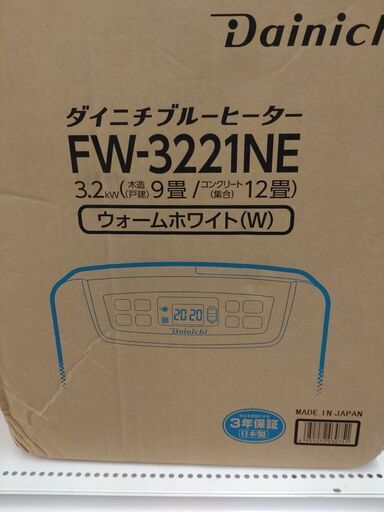 Dainich
ダイニチブルーヒーター
FW-3221NE
3.2kW(木造(戸建)9畳/コンクリート(集合)12畳)
ウォームホワイト(W)
20 20
Dainichi
3年保証
日本製
MADE IN JAPAN